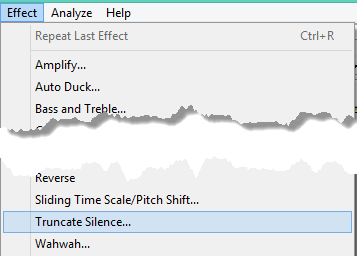 Effect Analyze Help
Repeat Last Effect Ctrl+R
Amplify...
Auto Duck...
Bass and Treble...
Reverse
Sliding Time Scale/Pitch Shift...
Truncate Silence...
Wahwah...